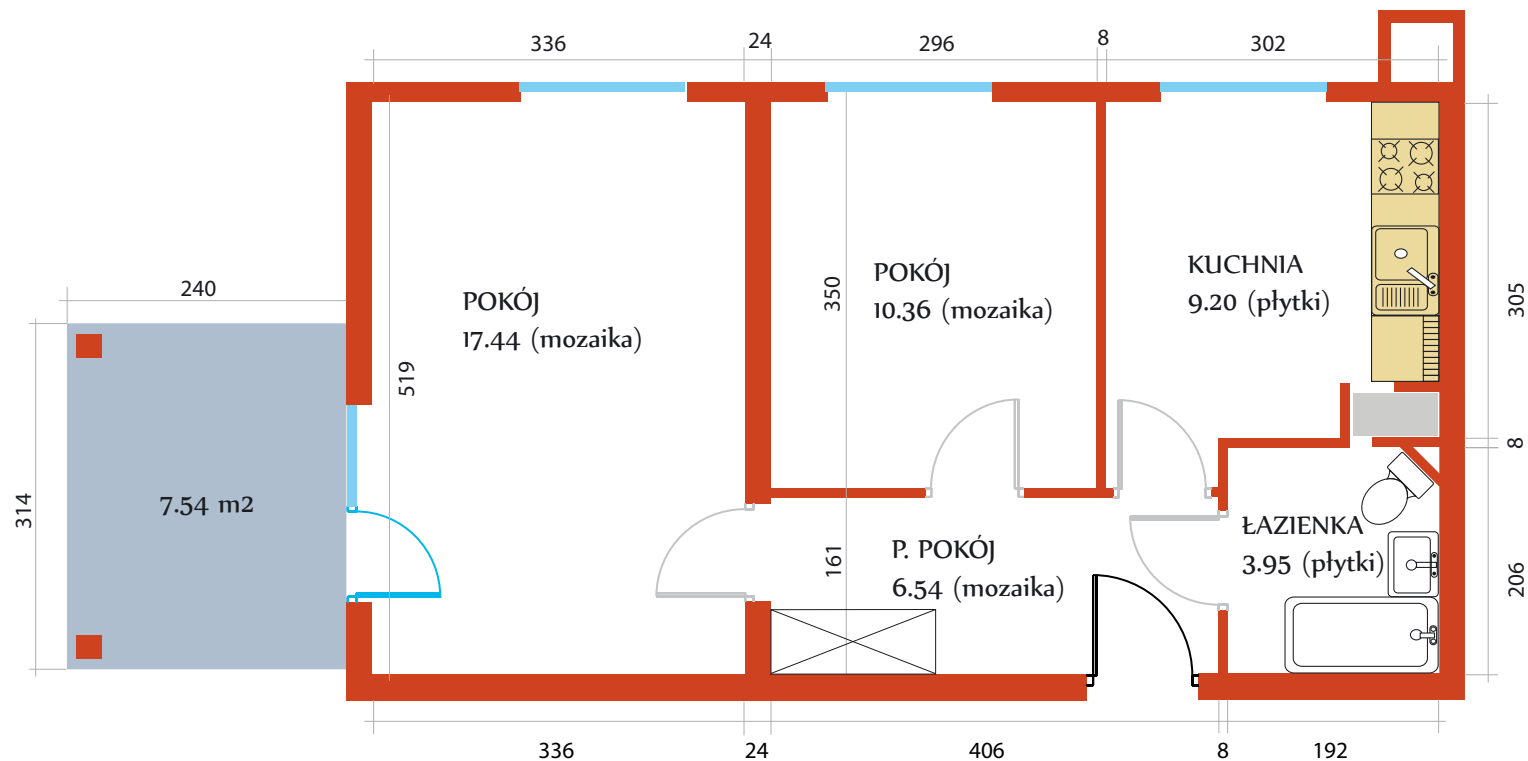 336
24
296
8
302
240
314
7.54 m2
POKÓJ
17.44 (mozaika)
519
350
POKÓJ
10.36 (mozaika)
KUCHNIA
9.20 (płytki)
305
8
206
P. POKÓJ
6.54 (mozaika)
161
ŁAZIENKA
3.95 (płytki)
336
24
406
8
192